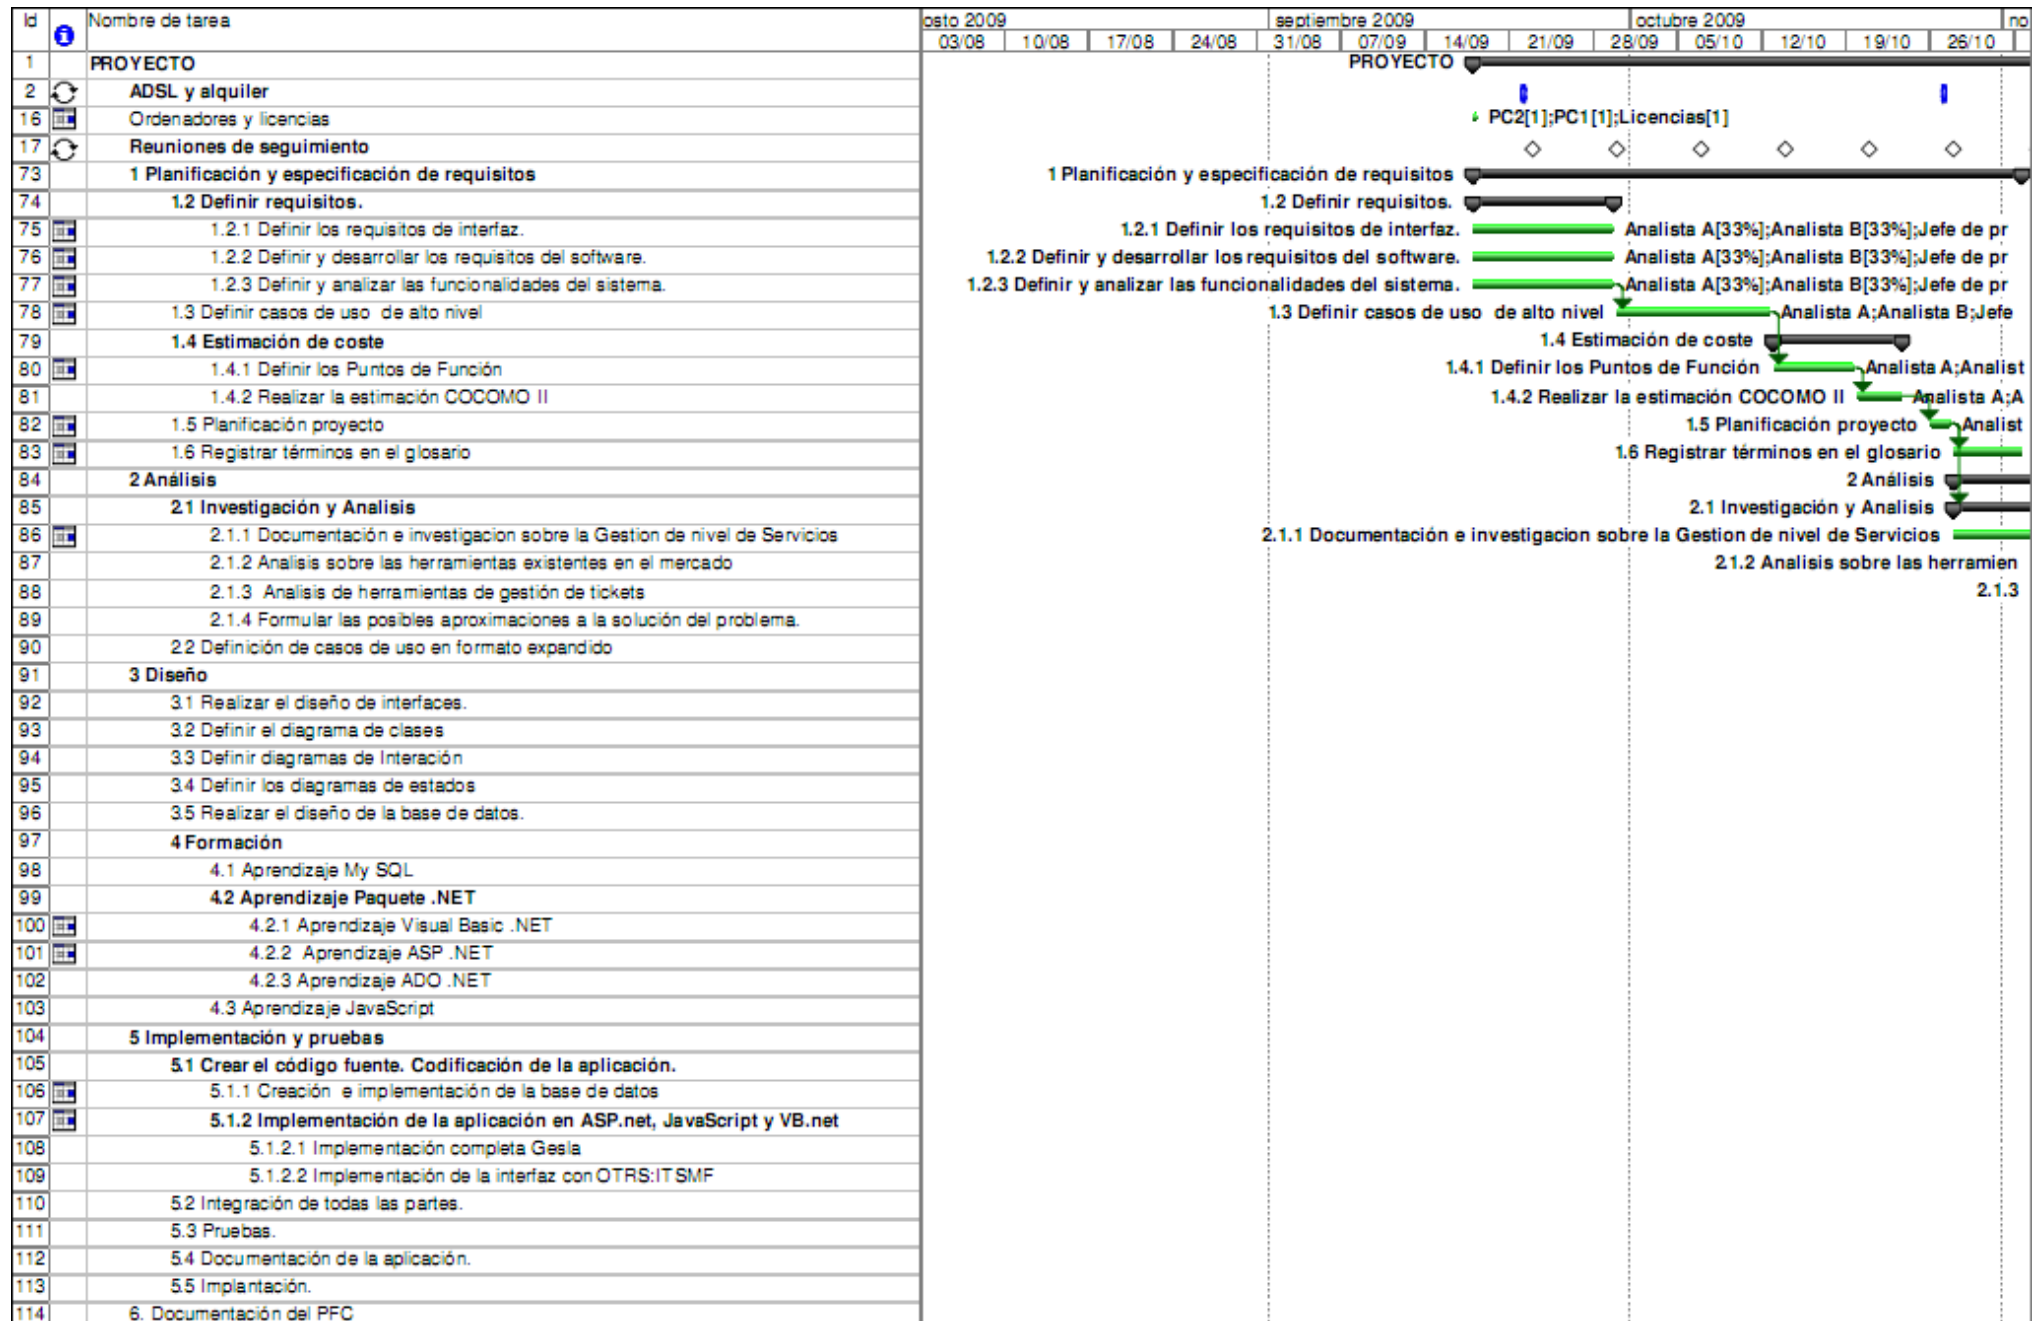 Id Nombre de tarea osto 2009 septiembre 2009 octubre 2009 no
03/08 10/08 17/08 24/08 31/08 07/09 14/09 21/09 28/09 05/10 12/10 19/10 26/10
1 PROYECTO PROYECTO
2 ADSL y alquiler
16 Ordenadores y licencias PC2[1];PC1[1];Licencias[1]
17 Reuniones de seguimiento
73 1 Planificación y especificación de requisitos 1 Planificación y especificación de requisitos
74 1.2 Definir requisitos. 1.2 Definir requisitos.
75 1.2.1 Definir los requisitos de interfaz. 1.2.1 Definir los requisitos de interfaz. Analista A[33%];Analista B[33%];Jefe de pr
76 1.2.2 Definir y desarrollar los requisitos del software. 1.2.2 Definir y desarrollar los requisitos del software. Analista A[33%];Analista B[33%];Jefe de pr
77 1.2.3 Definir y analizar las funcionalidades del sistema. 1.2.3 Definir y analizar las funcionalidades del sistema. Analista A[33%];Analista B[33%];Jefe de pr
78 1.3 Definir casos de uso de alto nivel 1.3 Definir casos de uso de alto nivel Analista A;Analista B;Jefe
79 1.4 Estimación de coste 1.4 Estimación de coste
80 1.4.1 Definir los Puntos de Función 1.4.1 Definir los Puntos de Función Analista A;Analist
81 1.4.2 Realizar la estimación COCOMO II 1.4.2 Realizar la estimación COCOMO II Analista A;A
82 1.5 Planificación proyecto 1.5 Planificación proyecto Analist
83 1.6 Registrar términos en el glosario 1.6 Registrar términos en el glosario
84 2 Análisis 2 Análisis
85 2.1 Investigación y Analisis 2.1 Investigación y Analisis
86 2.1.1 Documentación e investigacion sobre la Gestion de nivel de Servicios 2.1.1 Documentación e investigacion sobre la Gestion de nivel de Servicios
87 2.1.2 Analisis sobre las herramientas existentes en el mercado 2.1.2 Analisis sobre las herramien
88 2.1.3 Analisis de herramientas de gestión de tickets 2.1.3
89 2.1.4 Formular las posibles aproximaciones a la solución del problema.
90 2.2 Definición de casos de uso en formato expandido
91 3 Diseño
92 3.1 Realizar el diseño de interfaces.
93 3.2 Definir el diagrama de clases
94 3.3 Definir diagramas de Interación
95 3.4 Definir los diagramas de estados
96 3.5 Realizar el diseño de la base de datos.
97 4 Formación
98 4.1 Aprendizaje My SQL
99 4.2 Aprendizaje Paquete .NET
100 4.2.1 Aprendizaje Visual Basic .NET
101 4.2.2 Aprendizaje ASP .NET
102 4.2.3 Aprendizaje ADO .NET
103 4.3 Aprendizaje JavaScript
104 5 Implementación y pruebas
105 5.1 Crear el código fuente. Codificación de la aplicación.
106 5.1.1 Creación e implementación de la base de datos
107 5.1.2 Implementación de la aplicación en ASP.net, JavaScript y VB.net
108 5.1.2.1 Implementación completa Gesla
109 5.1.2.2 Implementación de la interfaz con OTRS:ITSMF
110 5.2 Integración de todas las partes.
111 5.3 Pruebas.
112 5.4 Documentación de la aplicación.
113 5.5 Implantación.
114 6. Documentación del PFC